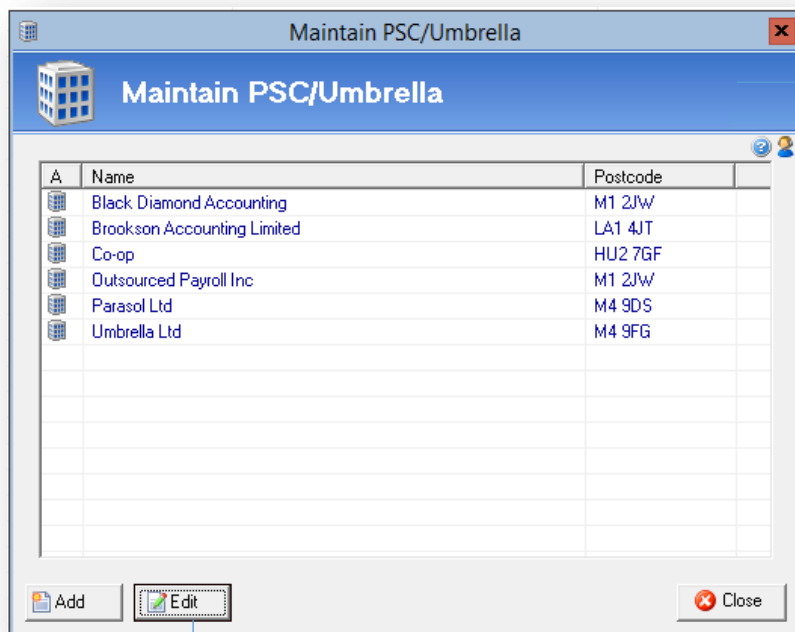 Maintain PSC/Umbrella
Maintain PSC/Umbrella
A Name Postcode
Black Diamond Accounting M1 2JW
Brookson Accounting Limited LA1 4JT
Co-op HU2 7GF
Outsourced Payroll Inc M1 2JW
Parasol Ltd M4 9DS
Umbrella Ltd M4 9FG
Add Edit Close